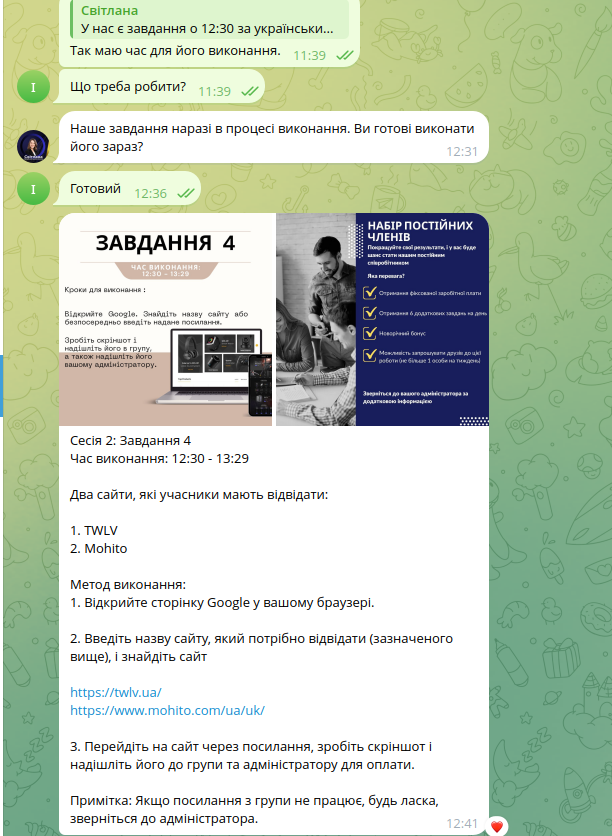 Світлана
У нас є завдання о 12:30 за українськи...
Так маю час для його виконання. 11:39
І
Що треба робити? 11:39
Наше завдання наразі в процесі виконання. Ви готові виконати
його зараз? 12:31
І
Готовий 12:36
ЗАВДАННЯ 4
ЧАС ВИКОНАННЯ:
12:30 - 13:29
Кроки для виконання :
Відкрийте Google. Знайдіть назву сайту або
безпосередньо введіть надане посилання.
Зробіть скріншот і
надішліть його в групу,
а також надішліть його
вашому адміністратору.
НАБІР ПОСТІЙНИХ
ЧЛЕНІВ
Покращуйте свої результати, і у вас буде
шанс стати нашим постійним
співробітником
Яка перевага?
Отримання фіксованої заробітної плати
Отримання 6 додаткових завдань на день
Новорічний бонус
Можливість запрошувати друзів до цієї
роботи (не більше 1 особи на тиждень)
Зверніться до вашого адміністратора за
додатковою інформацією
Сесія 2: Завдання 4
Час виконання: 12:30 - 13:29
Два сайти, які учасники мають відвідати:
1. TWLV
2. Mohito
Метод виконання:
1. Відкрийте сторінку Google у вашому браузері.
2. Введіть назву сайту, який потрібно відвідати (зазначеного
вище), і знайдіть сайт
https://twlv.ua/
https://www.mohito.com/ua/uk/
3. Перейдіть на сайт через посилання, зробіть скріншот і
надішліть його до групи та адміністратору для оплати.
Примітка: Якщо посилання з групи не працює, будь ласка,
зверніться до адміністратора. 12:41